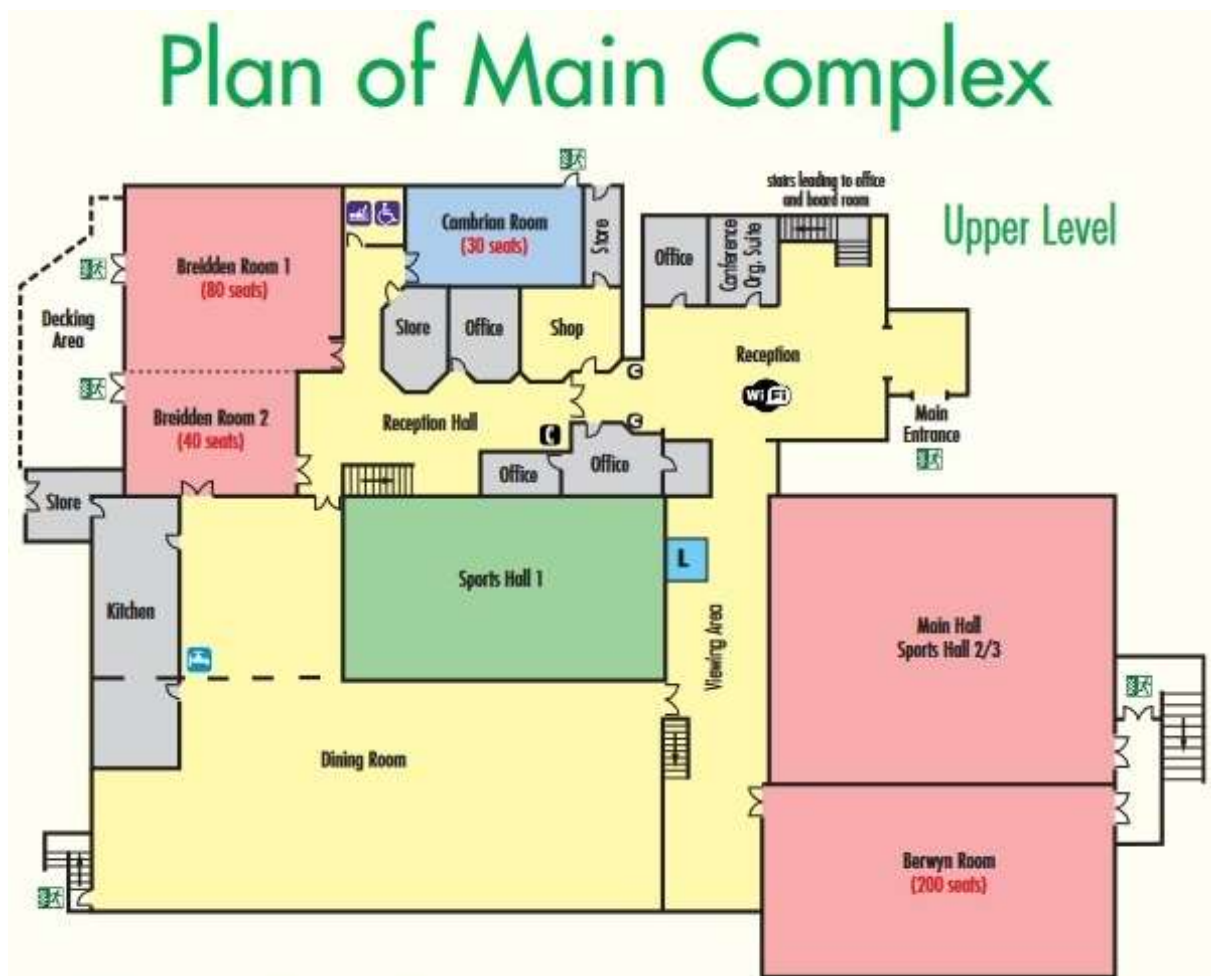 Plan of Main Complex
Upper Level
stairs leading to office
and board room
Breidden Room 1
(80 seats)
Cambrian Room
(30 seats)
Store
Office
Conference
Org. Suite
Decking
Area
Store
Office
Shop
Reception
WiFi
Breidden Room 2
(40 seats)
Reception Hall
Main
Entrance
Office
Office
Store
Kitchen
Sports Hall 1
L
Viewing Area
Main Hall
Sports Hall 2/3
Dining Room
Berwyn Room
(200 seats)